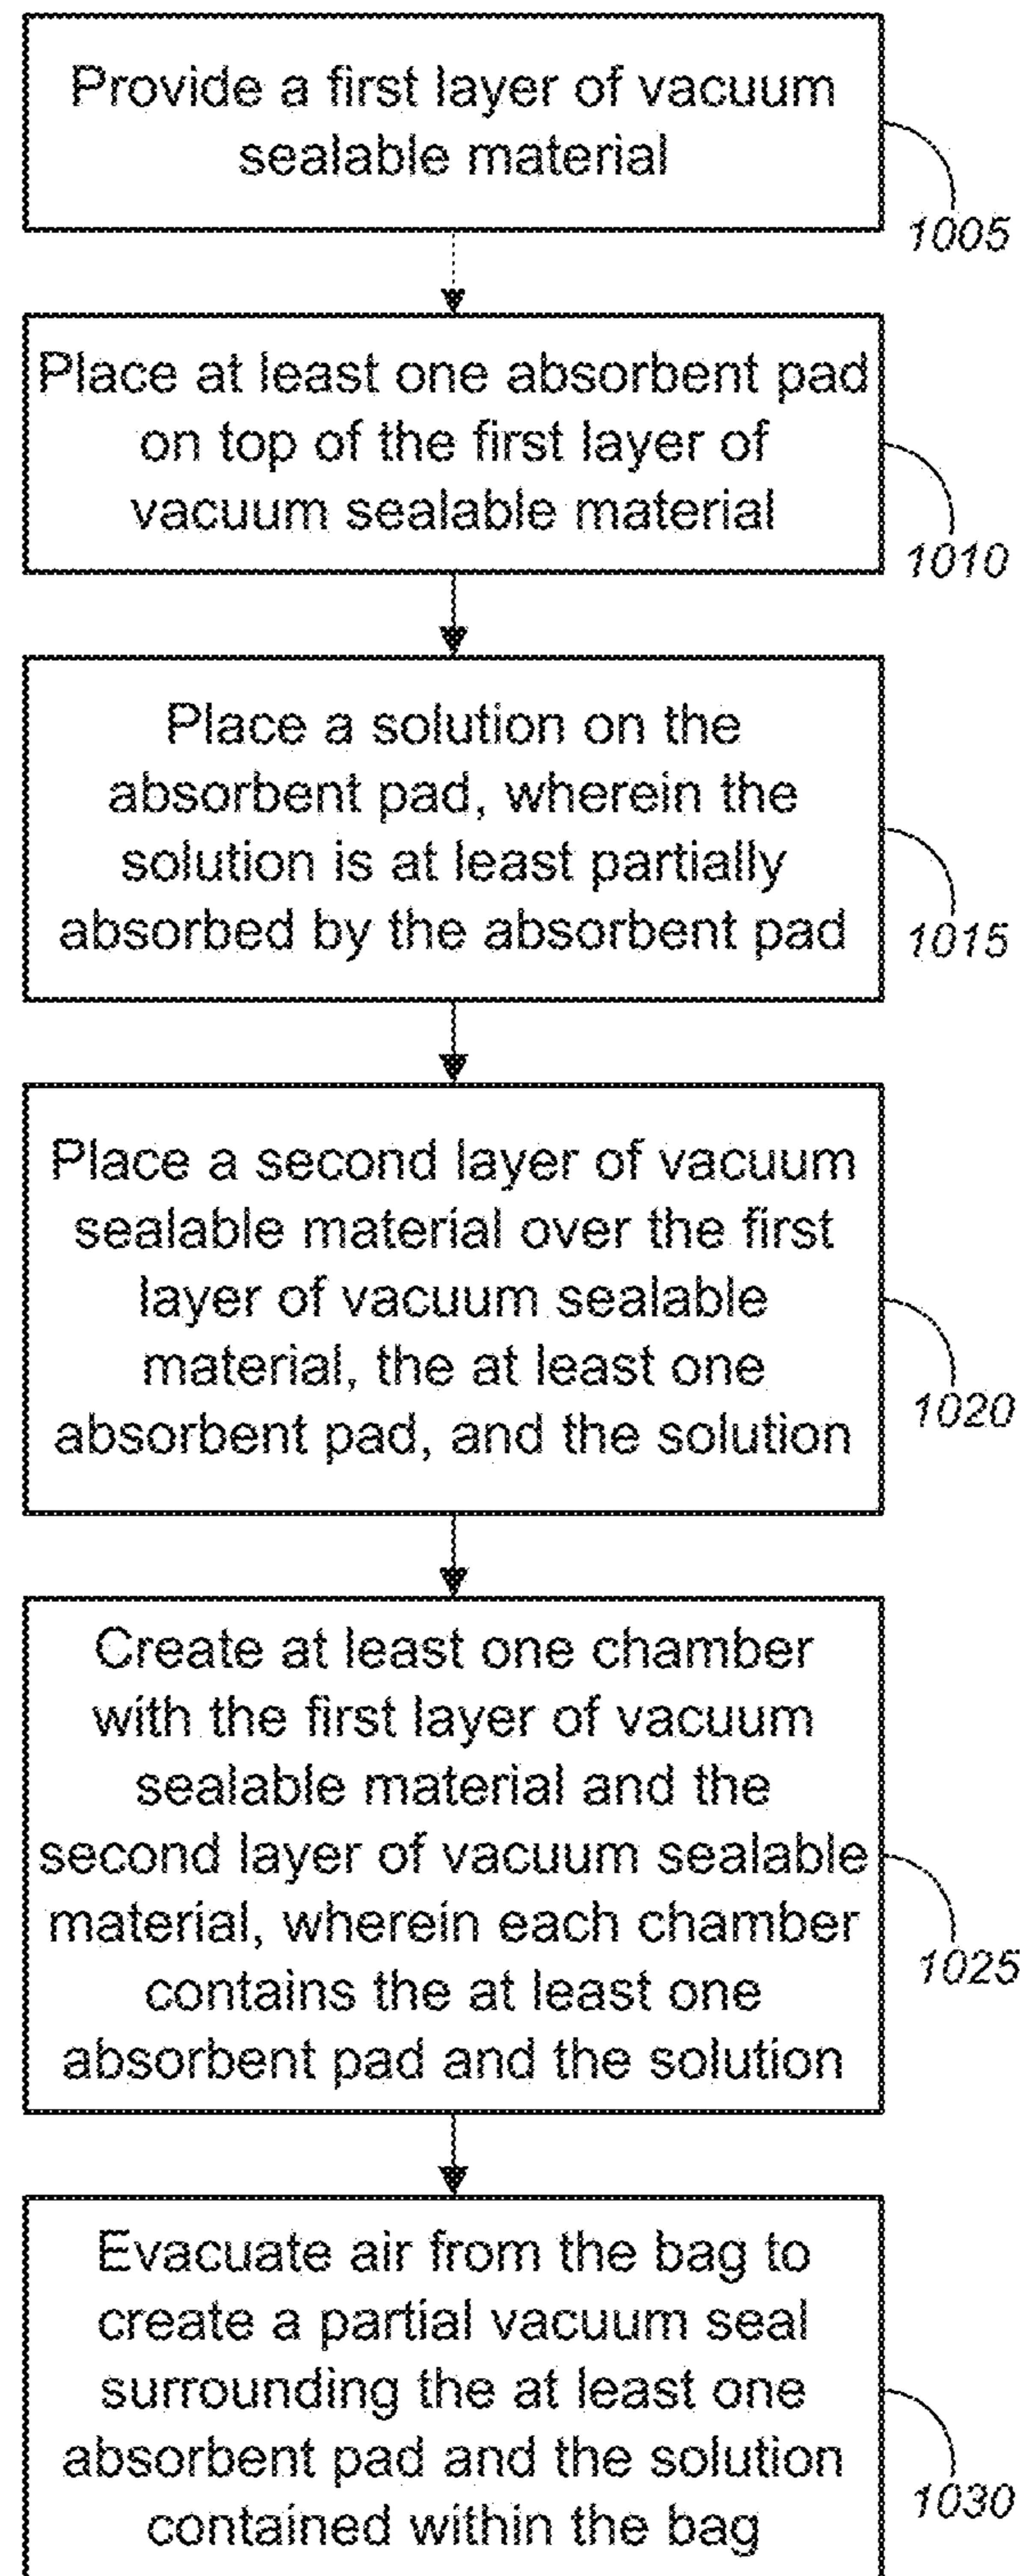 Provide a first layer of vacuum
sealable material
1005
Place at least one absorbent pad
on top of the first layer of
vacuum sealable material
1010
Place a solution on the
absorbent pad, wherein the
solution is at least partially
absorbed by the absorbent pad
1015
Place a second layer of vacuum
sealable material over the first
layer of vacuum sealable
material, the at least one
absorbent pad, and the solution
1020
Create at least one chamber
with the first layer of vacuum
sealable material and the
second layer of vacuum sealable
material, wherein each chamber
contains the at least one
absorbent pad and the solution
1025
Evacuate air from the bag to
create a partial vacuum seal
surrounding the at least one
absorbent pad and the solution
contained within the bag
1030